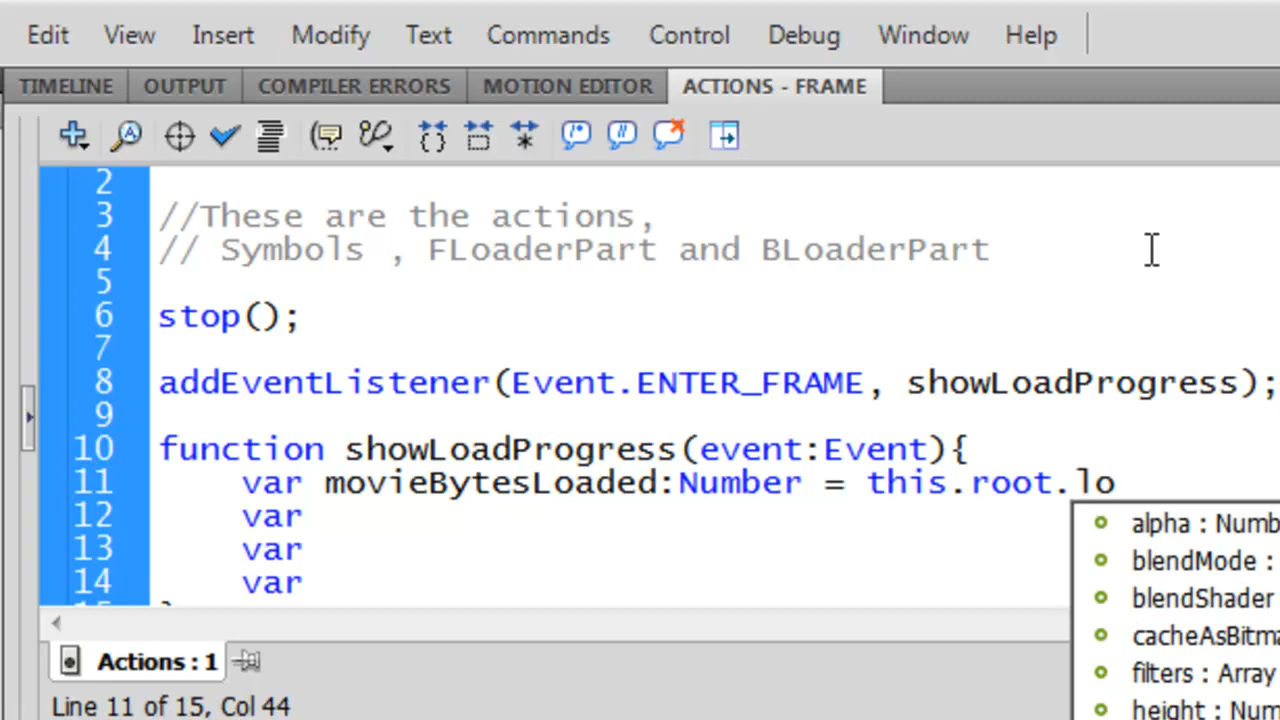 Edit View Insert Modify Text Commands Control Debug Window Help
TIMELINE OUTPUT COMPILER ERRORS MOTION EDITOR ACTIONS - FRAME
2
3 //These are the actions,
4 // Symbols , FLoaderPart and BLoaderPart
5
6 stop();
7
8 addEventListener(Event.ENTER_FRAME, showLoadProgress);
9
10 function showLoadProgress(event:Event){
11 var movieBytesLoaded:Number = this.root.lo
12 var
13 var
14 var
alpha : Numb
blendMode :
blendShader
cacheAsBitma
filters : Array
height : Num
Actions : 1
Line 11 of 15, Col 44